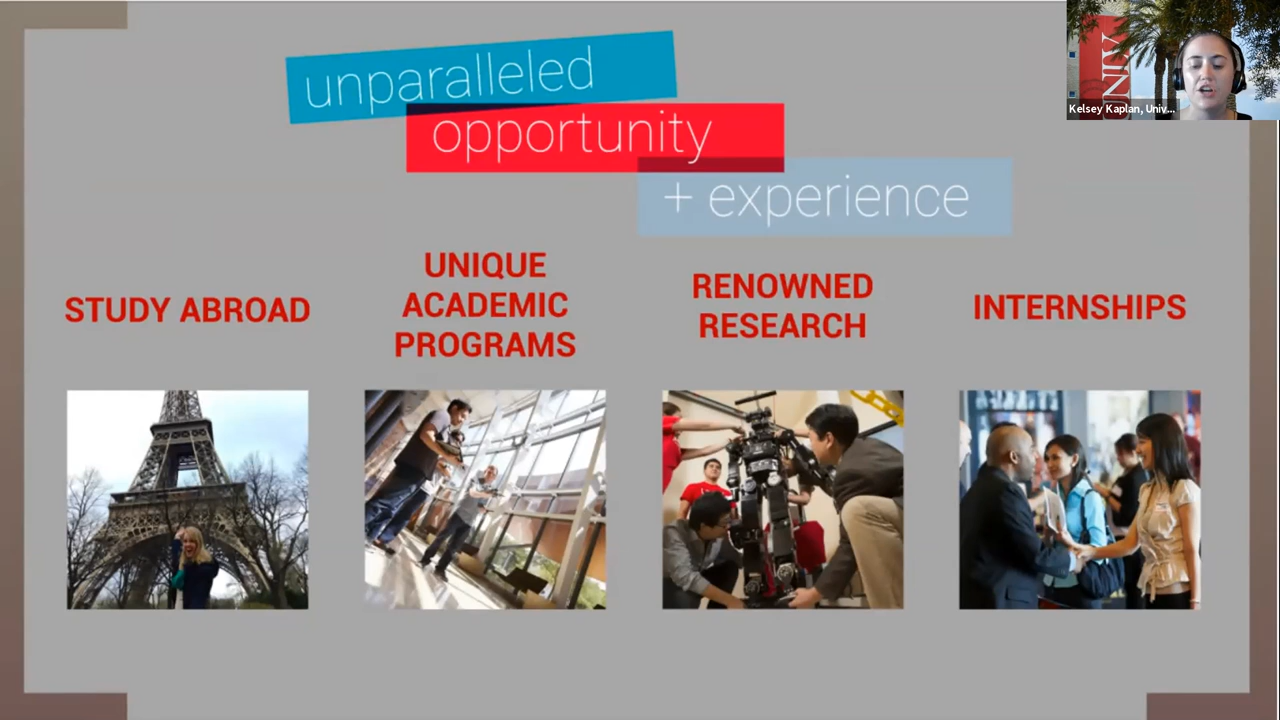 unparalleled
opportunity
+ experience
STUDY ABROAD
UNIQUE
ACADEMIC
PROGRAMS
RENOWNED
RESEARCH
INTERNSHIPS
Kelsey Kaplan, Univ...